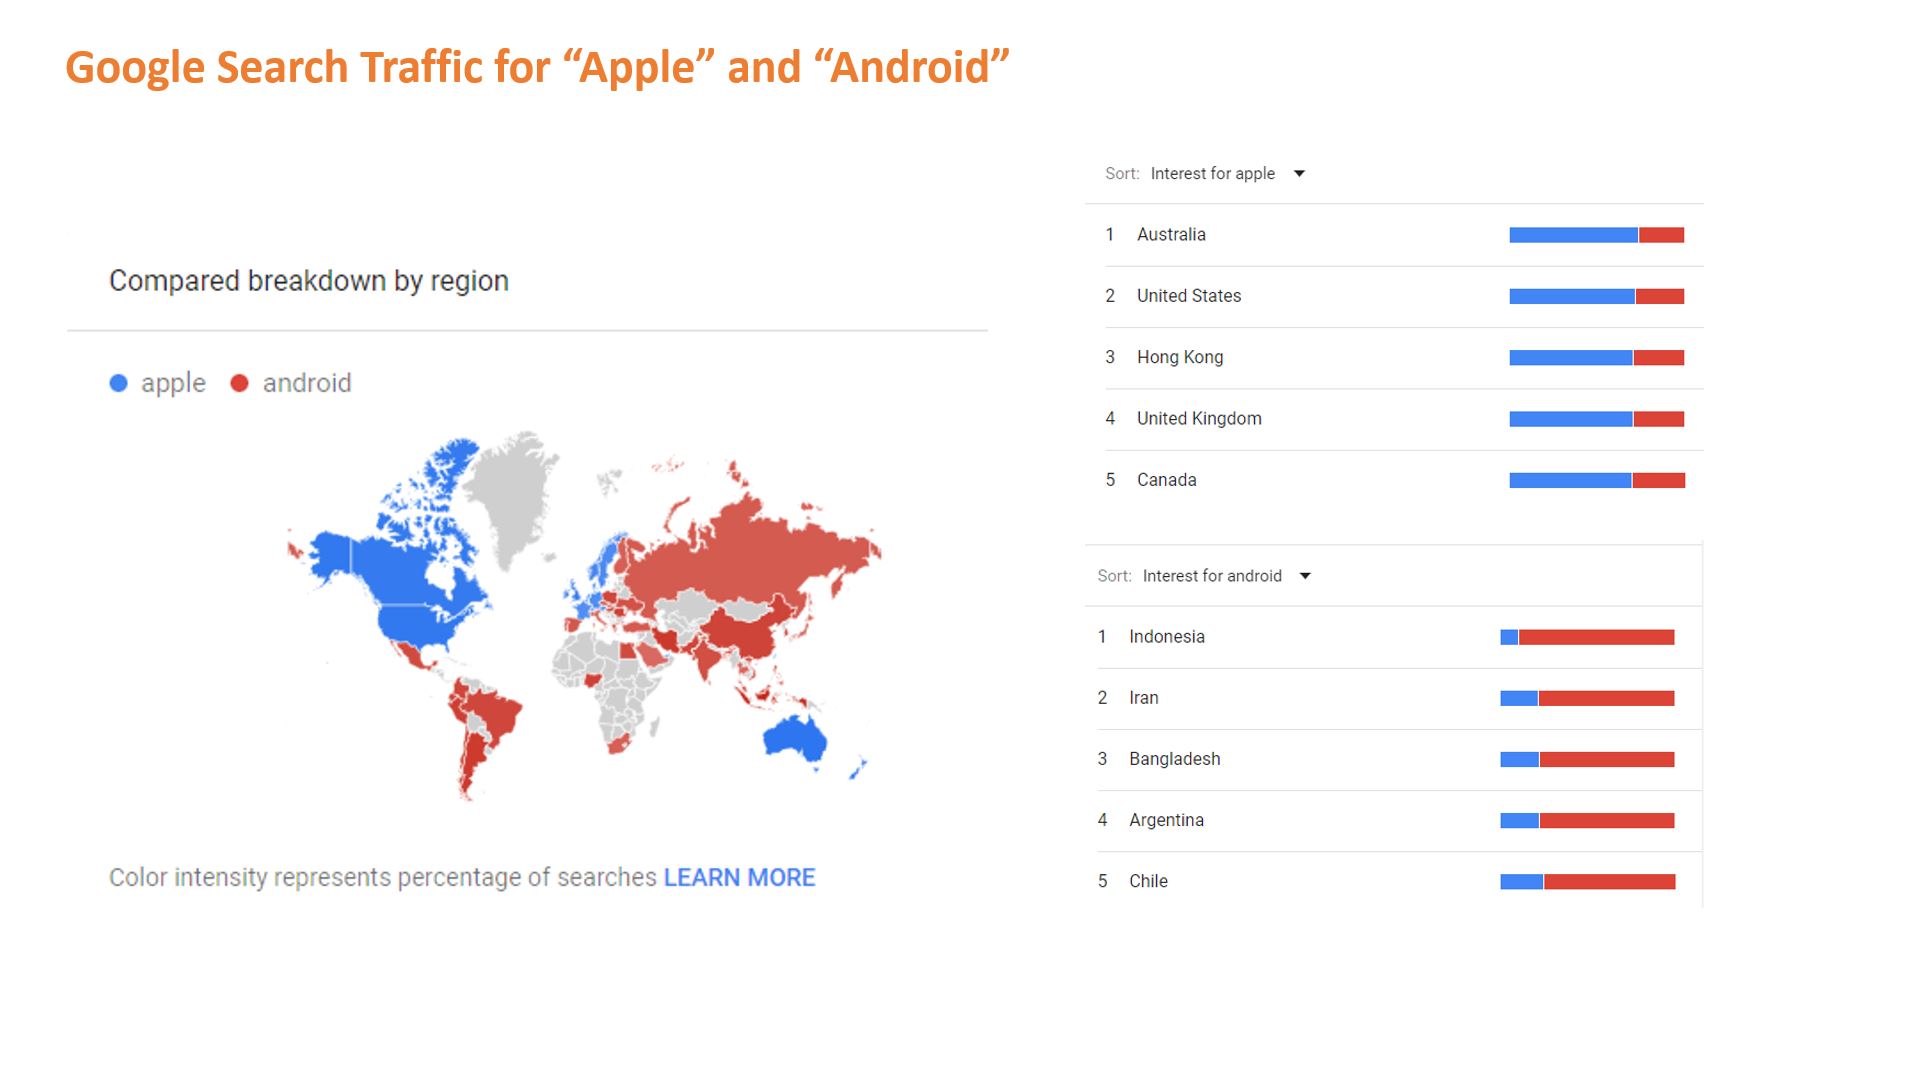 Google Search Traffic for “Apple” and “Android”
Compared breakdown by region
apple android
Color intensity represents percentage of searches LEARN MORE
Sort: Interest for apple
1 Australia
2 United States
3 Hong Kong
4 United Kingdom
5 Canada
Sort: Interest for android
1 Indonesia
2 Iran
3 Bangladesh
4 Argentina
5 Chile